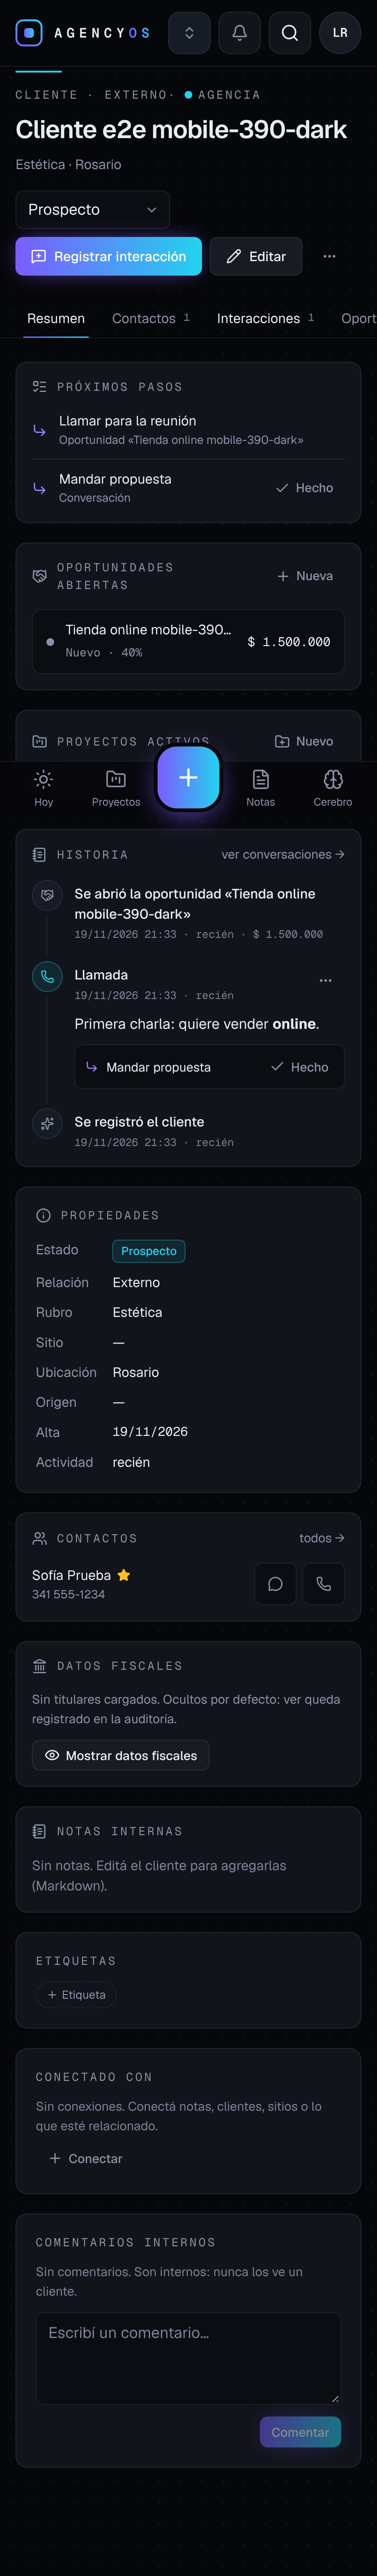 AGENCYOS
LR
CLIENTE · EXTERNO· AGENCIA
Cliente e2e mobile-390-dark
Estética · Rosario
Prospecto
Registrar interacción
Editar
Resumen
Contactos 1
Interacciones 1
Oport
PRÓXIMOS PASOS
Llamar para la reunión
Oportunidad «Tienda online mobile-390-dark»
Mandar propuesta
Conversación
Hecho
OPORTUNIDADES
ABIERTAS
Nueva
Tienda online mobile-390…
Nuevo · 40%
$ 1.500.000
PROYECTOS ACTIVOS
Nuevo
Hoy
Proyectos
Notas
Cerebro
HISTORIA
ver conversaciones →
Se abrió la oportunidad «Tienda online
mobile-390-dark»
19/11/2026 21:33 · recién · $ 1.500.000
Llamada
19/11/2026 21:33 · recién
Primera charla: quiere vender online.
Mandar propuesta
Hecho
Se registró el cliente
19/11/2026 21:33 · recién
PROPIEDADES
Estado Prospecto
Relación Externo
Rubro Estética
Sitio —
Ubicación Rosario
Origen —
Alta 19/11/2026
Actividad recién
CONTACTOS
todos →
Sofía Prueba
341 555-1234
DATOS FISCALES
Sin titulares cargados. Ocultos por defecto: ver queda
registrado en la auditoría.
Mostrar datos fiscales
NOTAS INTERNAS
Sin notas. Editá el cliente para agregarlas
(Markdown).
ETIQUETAS
+ Etiqueta
CONECTADO CON
Sin conexiones. Conectá notas, clientes, sitios o lo
que esté relacionado.
Conectar
COMENTARIOS INTERNOS
Sin comentarios. Son internos: nunca los ve un
cliente.
Escribí un comentario…
Comentar